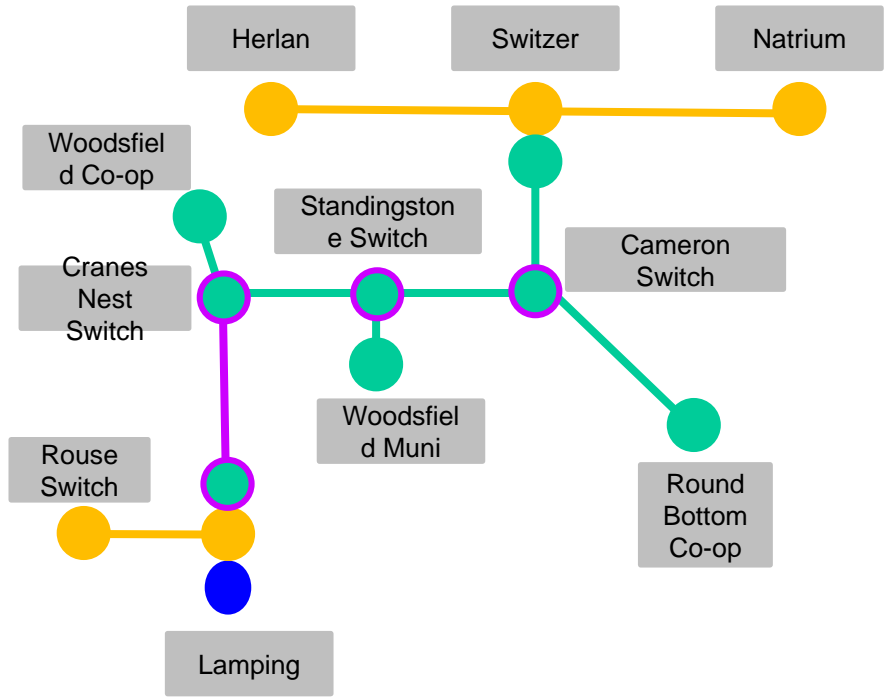 Herlan
Switzer
Natrium
Woodsfiel
d Co-op
Standingston
e Switch
Cameron
Switch
Cranes
Nest
Switch
Woodsfiel
d Muni
Rouse
Switch
Round
Bottom
Co-op
Lamping